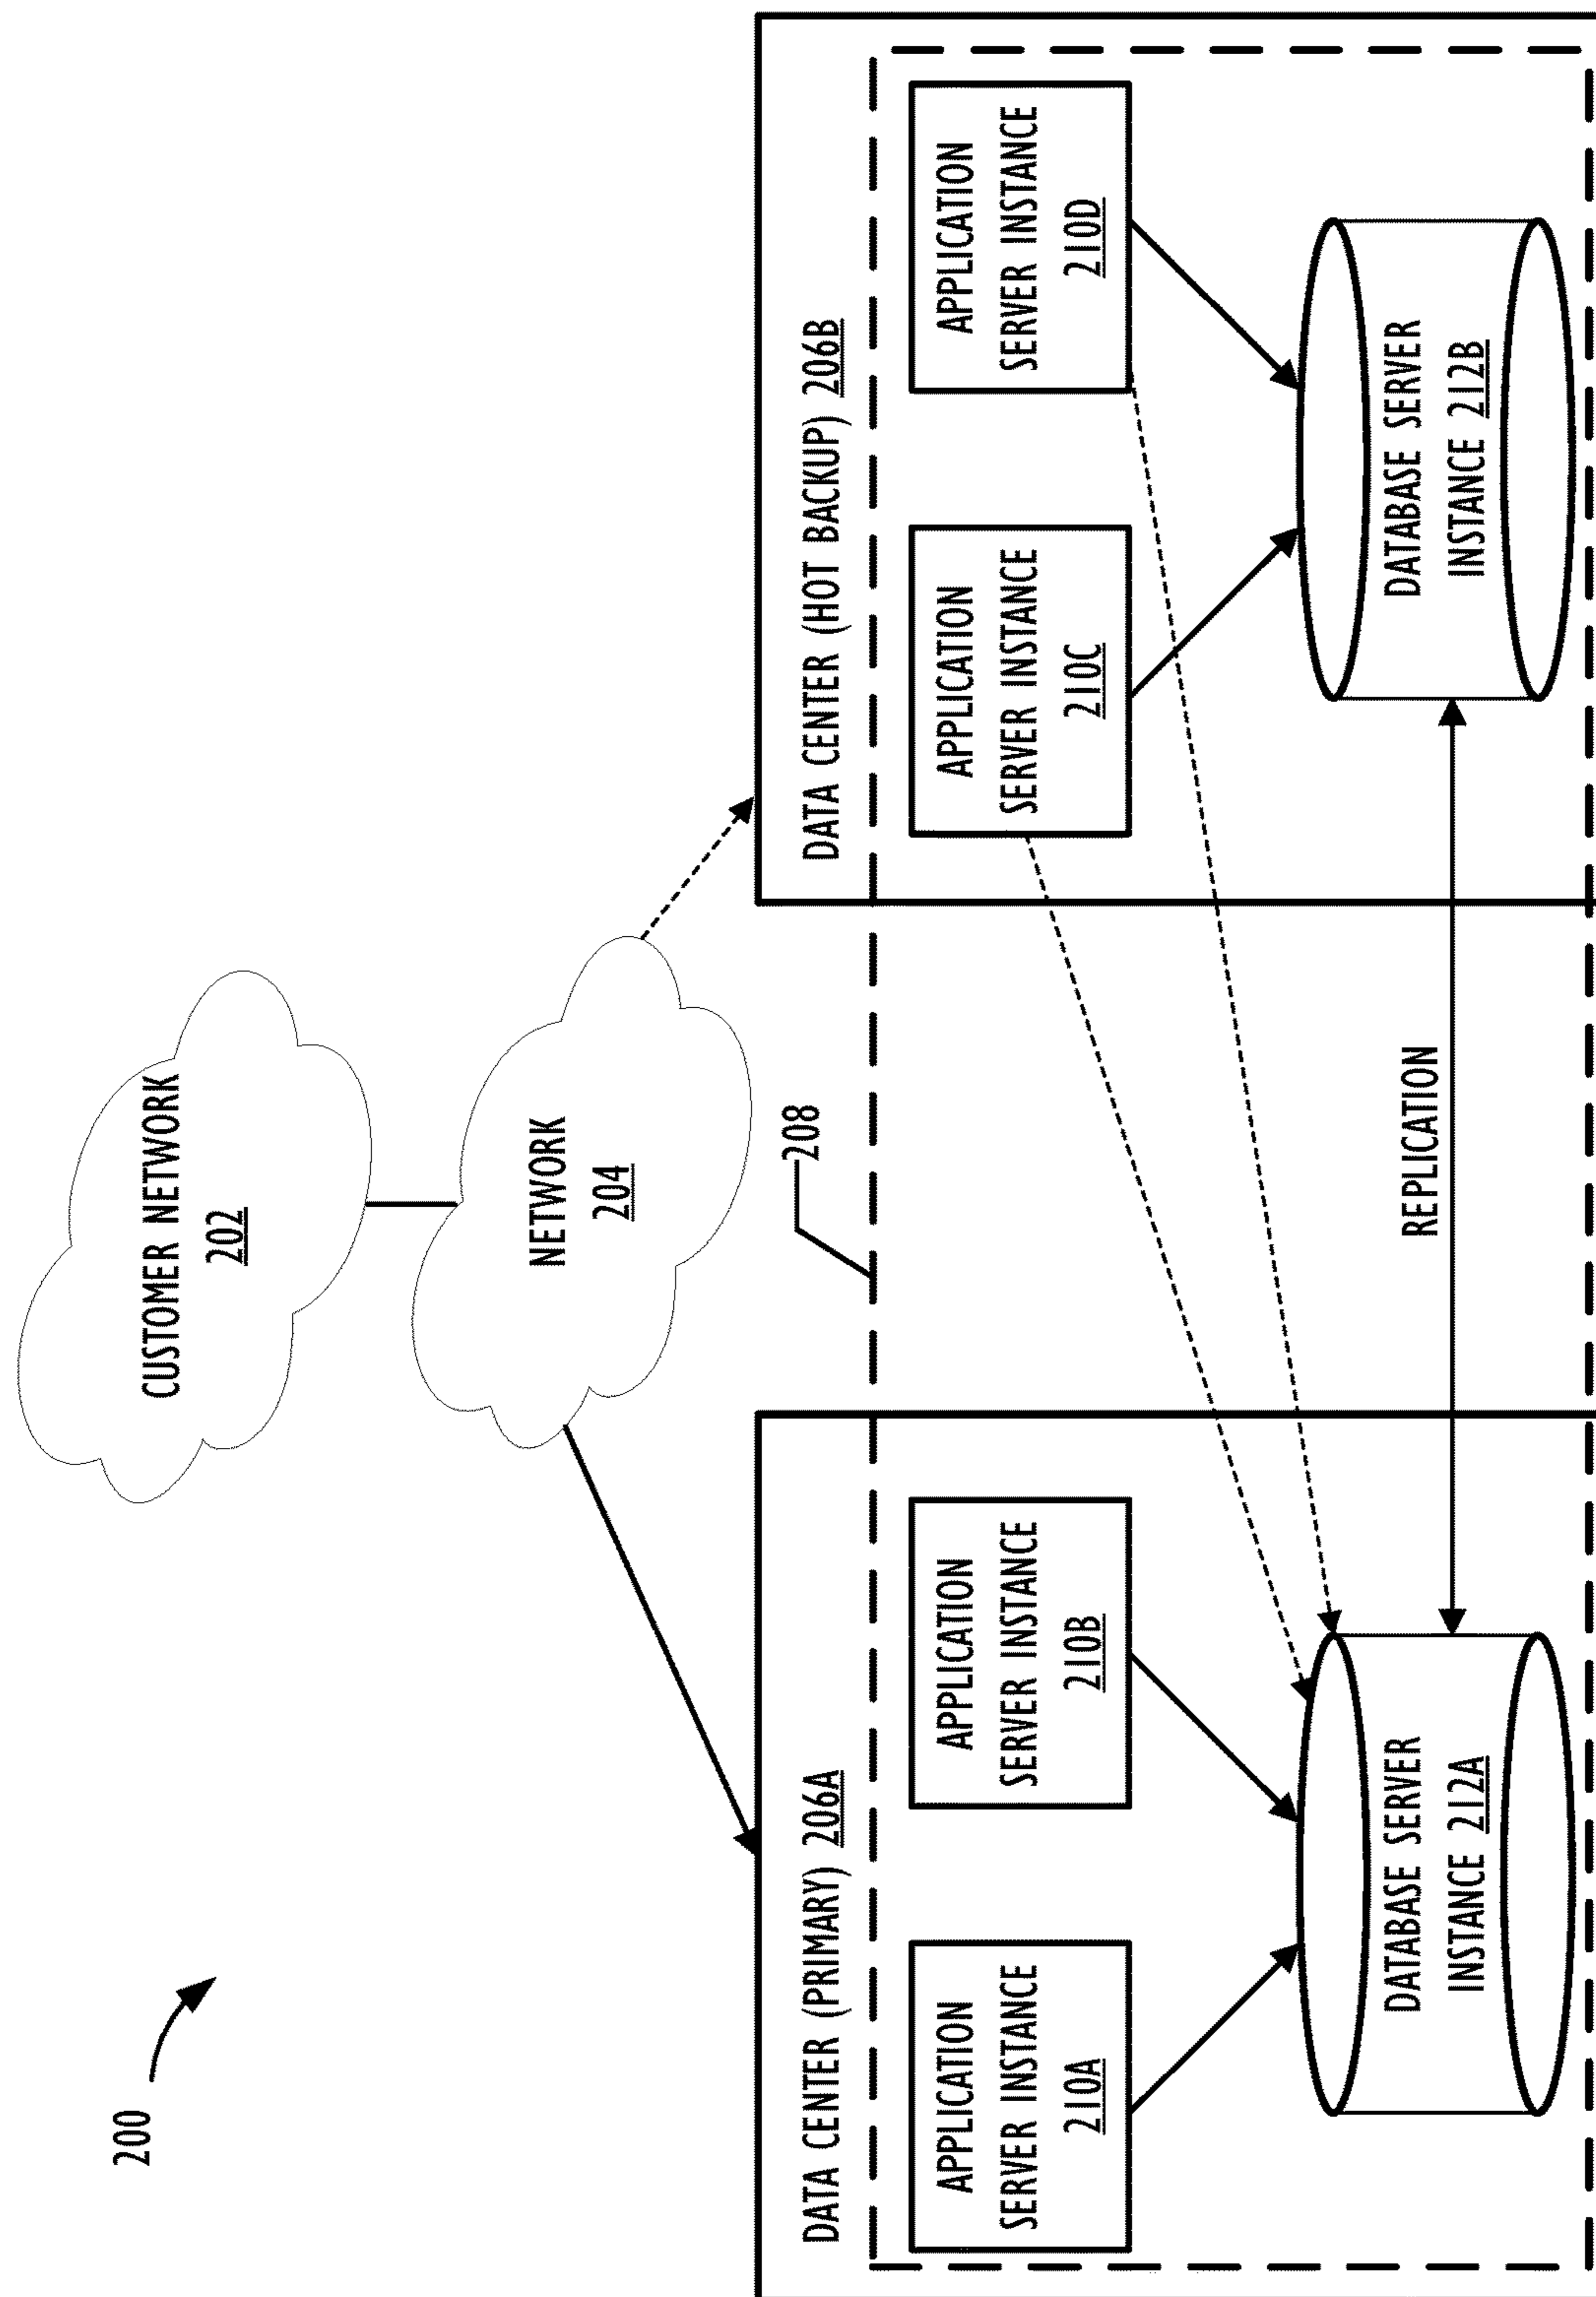 200
CUSTOMER NETWORK
202
NETWORK
204
208
DATA CENTER (PRIMARY) 206A
APPLICATION
SERVER INSTANCE
210A
APPLICATION
SERVER INSTANCE
210B
DATABASE SERVER
INSTANCE 212A
REPLICATION
DATA CENTER (HOT BACKUP) 206B
APPLICATION
SERVER INSTANCE
210C
APPLICATION
SERVER INSTANCE
210D
DATABASE SERVER
INSTANCE 212B